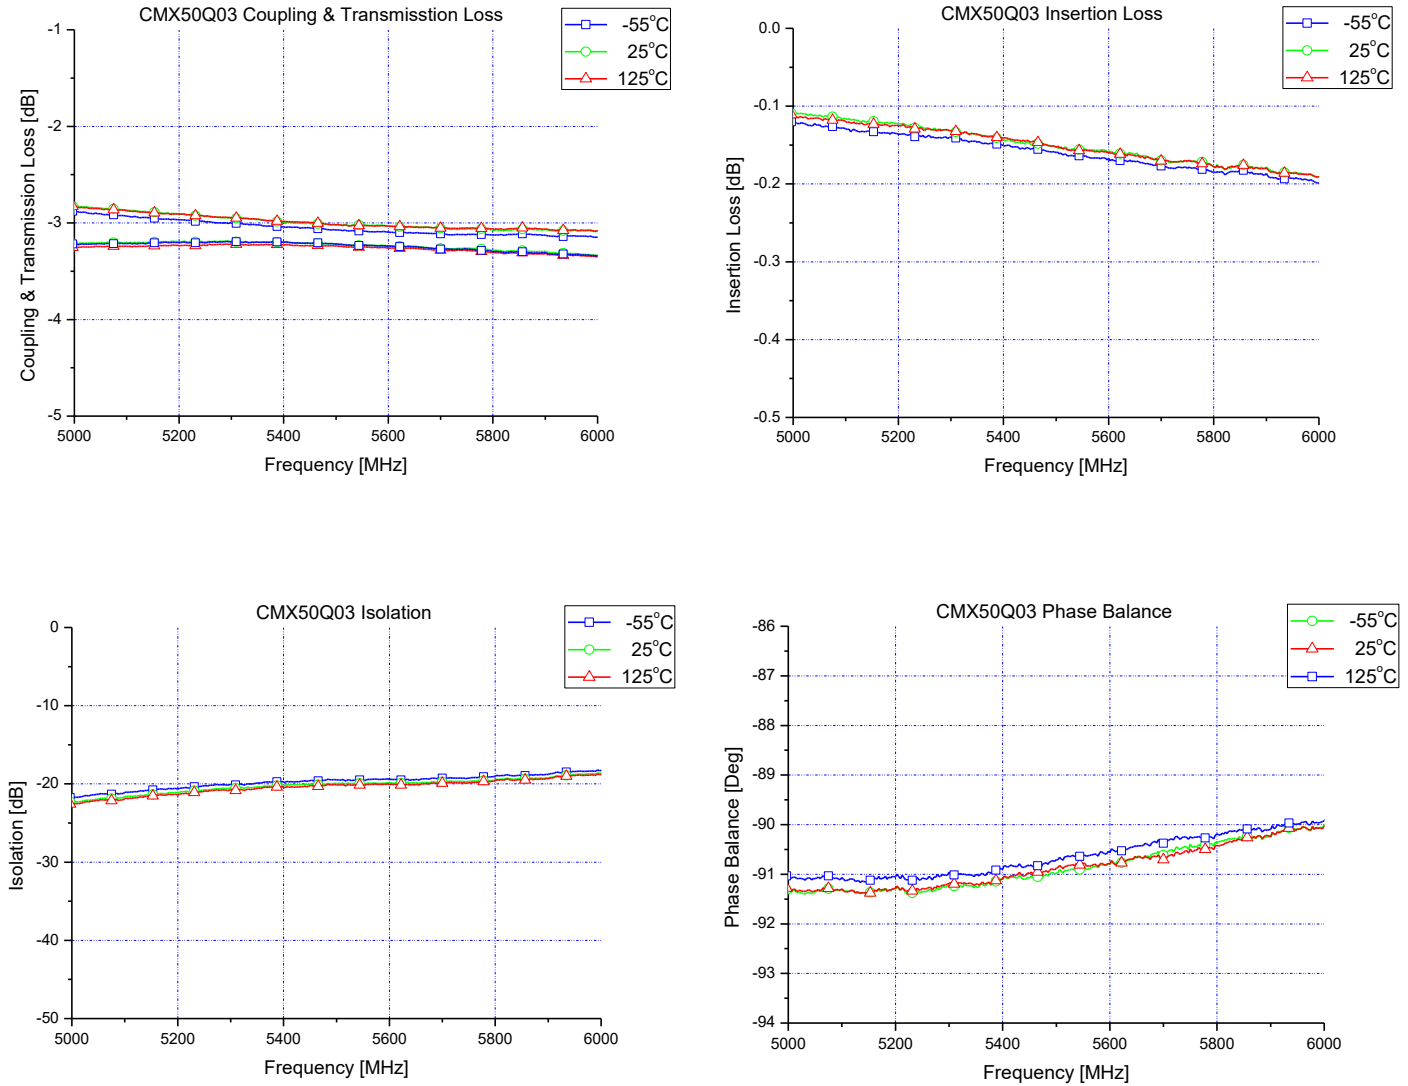 CMX50Q03 Coupling & Transmisstion Loss
-55°C
25°C
125°C
-1
-2
-3
-4
-5
Coupling & Transmission Loss [dB]
5000 5200 5400 5600 5800 6000
Frequency [MHz]
CMX50Q03 Insertion Loss
-55°C
25°C
125°C
0.0
-0.1
-0.2
-0.3
-0.4
-0.5
Insertion Loss [dB]
5000 5200 5400 5600 5800 6000
Frequency [MHz]
CMX50Q03 Isolation
-55°C
25°C
125°C
0
-10
-20
-30
-40
-50
Isolation [dB]
5000 5200 5400 5600 5800 6000
Frequency [MHz]
CMX50Q03 Phase Balance
-55°C
25°C
125°C
-86
-87
-88
-89
-90
-91
-92
-93
-94
Phase Balance [Deg]
5000 5200 5400 5600 5800 6000
Frequency [MHz]